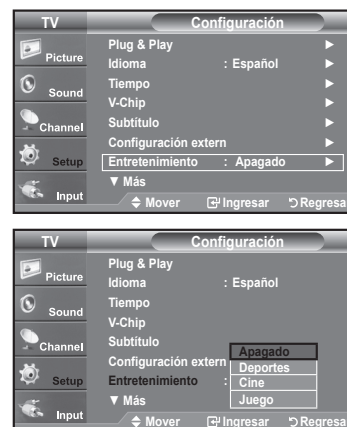 TV Configuración
Picture
Sound
Channel
Setup
Input
Plug & Play
Idioma : Español
Tiempo
V-Chip
Subtítulo
Configuración extern
Entretenimiento : Apagado
▼ Más
Mover Ingresar Regresa
TV Configuración
Picture
Sound
Channel
Setup
Input
Plug & Play
Idioma : Español
Tiempo
V-Chip
Subtítulo
Configuración extern
Entretenimiento :
Apagado
Deportes
Cine
Juego
▼ Más
Mover Ingresar Regresa